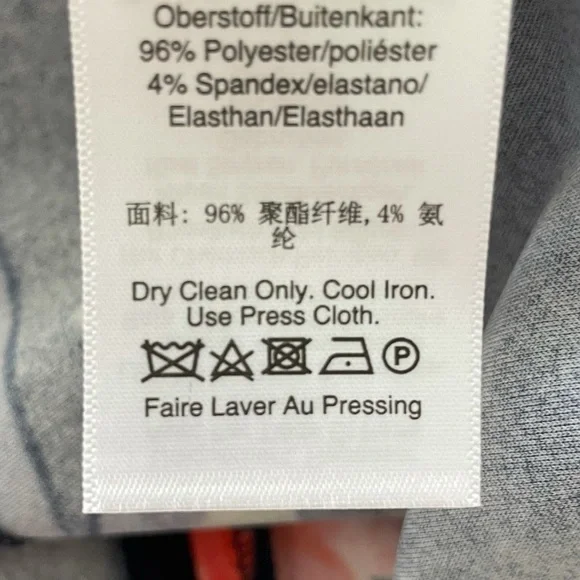 Oberstoff/Buitenkant:
96% Polyester/poliéster
4% Spandex/elastano/
Elasthan/Elasthaan
面料: 96% 聚酯纤维,4% 氨
纶
Dry Clean Only. Cool Iron.
Use Press Cloth.
P
Faire Laver Au Pressing